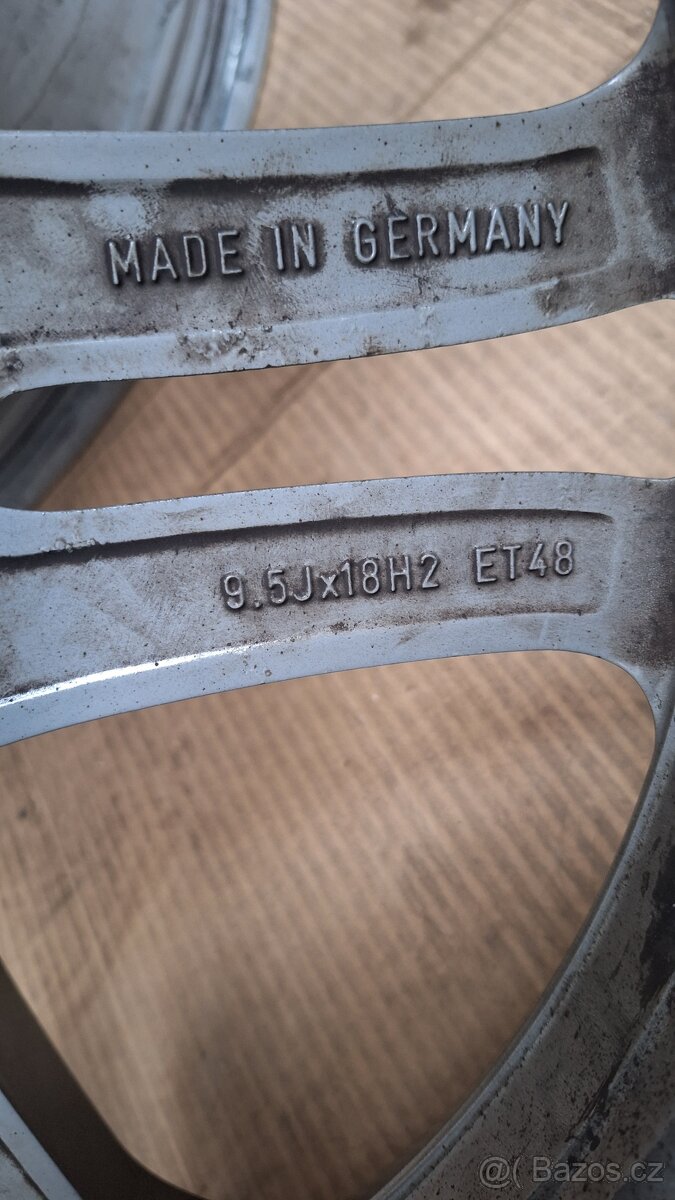 MADE IN GERMANY
9.5Jx18H2 ET48
@( Bazos.cz